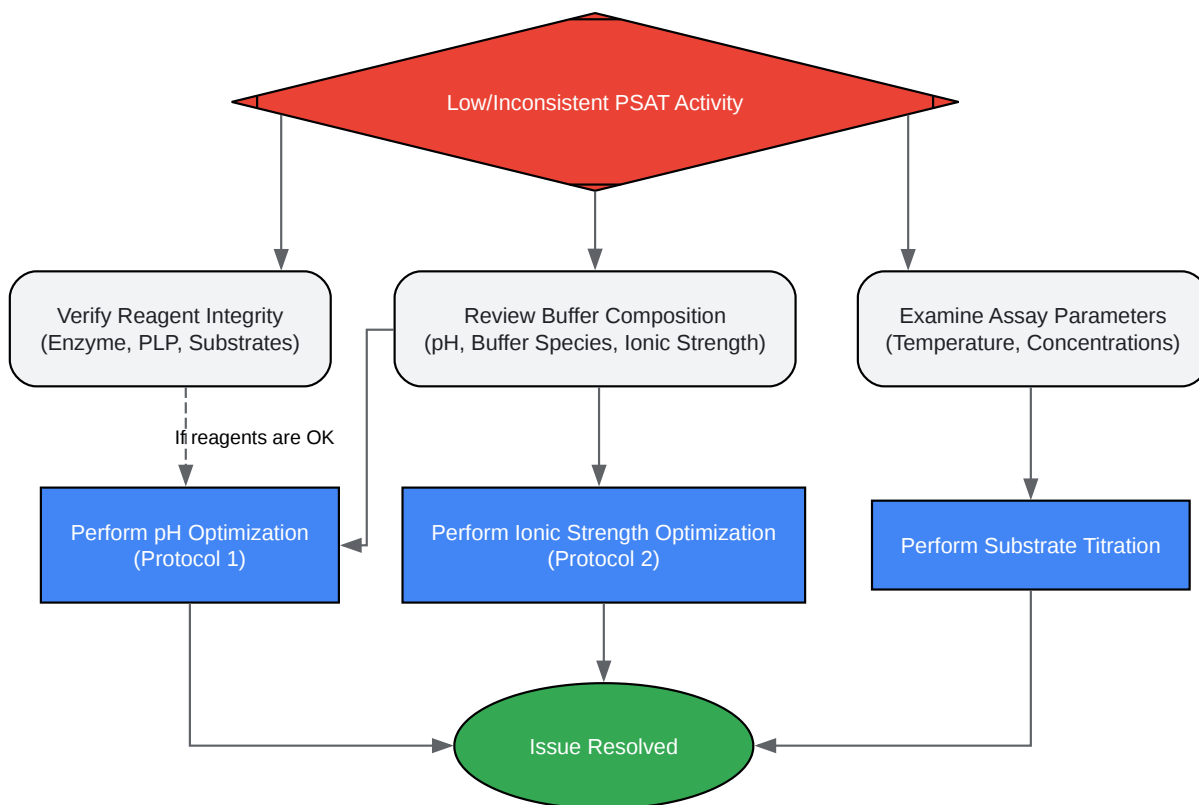 Low/Inconsistent PSAT Activity
Verify Reagent Integrity
(Enzyme, PLP, Substrates)
Review Buffer Composition
(pH, Buffer Species, Ionic Strength)
Examine Assay Parameters
(Temperature, Concentrations)
If reagents are OK
Perform pH Optimization
(Protocol 1)
Perform Ionic Strength Optimization
(Protocol 2)
Perform Substrate Titration
Issue Resolved